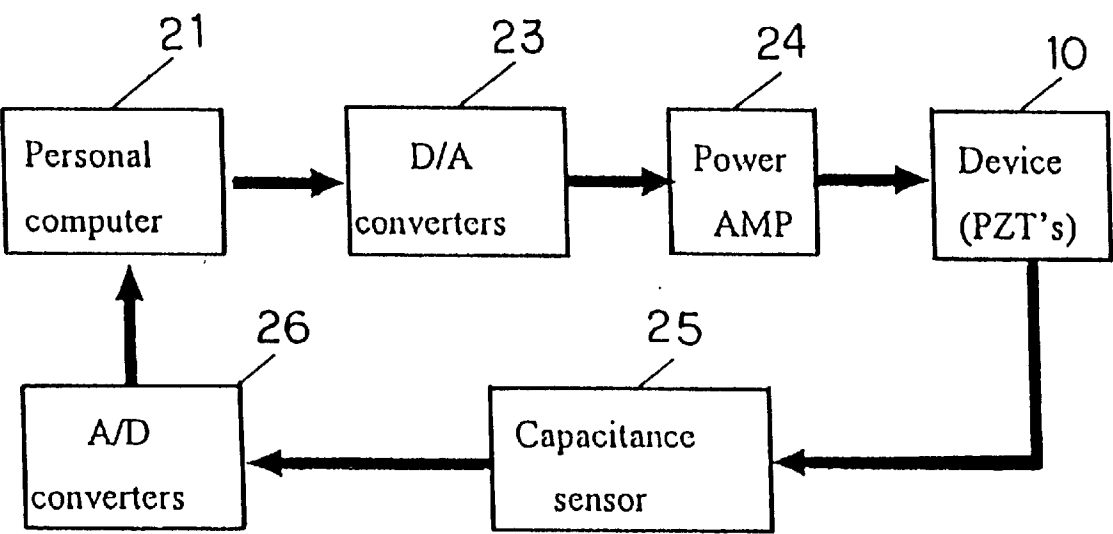 21
23
24
10
Personal
computer
D/A
converters
Power
AMP
Device
(PZT's)
26
25
A/D
converters
Capacitance
sensor